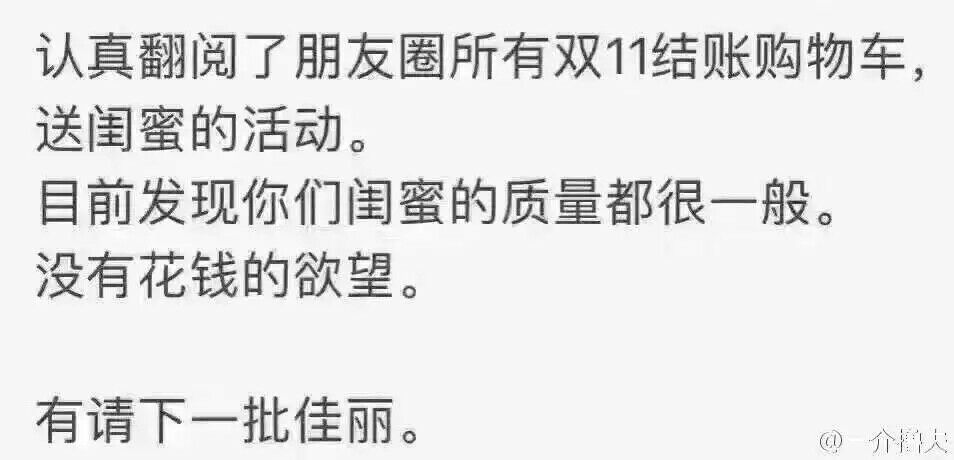 认真翻阅了朋友圈所有双11结账购物车，
送闺蜜的活动。
目前发现你们闺蜜的质量都很一般。
没有花钱的欲望。
有请下一批佳丽。
@一介撸夫